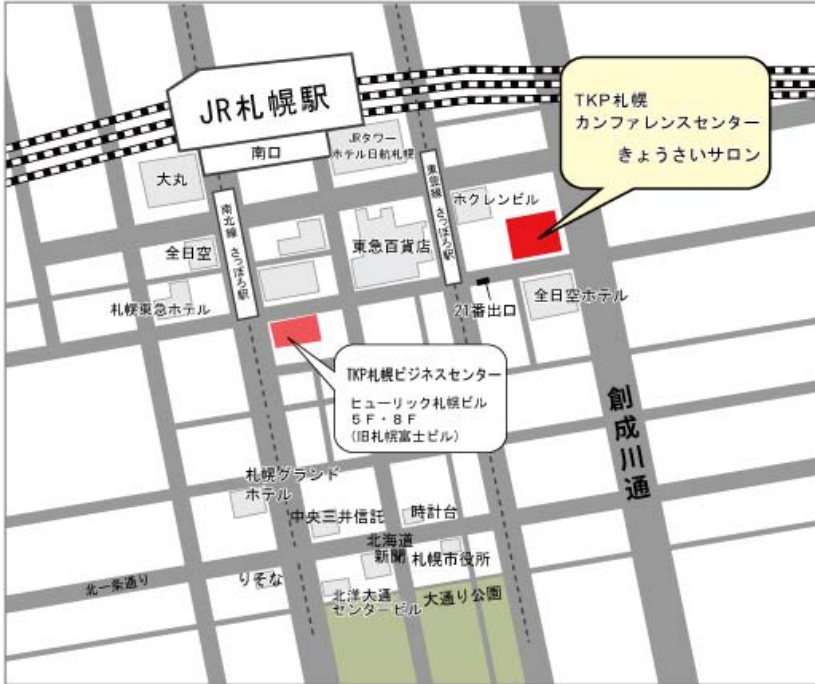 JR札幌駅
南口
JRタワー
ホテル日航札幌
大丸
TKP札幌
カンファレンスセンター
きょうさいサロン
南北線 さっぽろ駅
東豊線 さっぽろ駅
ホクレンビル
全日空
東急百貨店
札幌東急ホテル
21番出口
全日空ホテル
TKP札幌ビジネスセンター
ヒューリック札幌ビル
5F・8F
(旧札幌富士ビル)
創成川通
札幌グランド
ホテル
中央三井信託
時計台
北海道
新聞
札幌市役所
北一条通り
りそな
北洋大通
センタービル
大通り公園